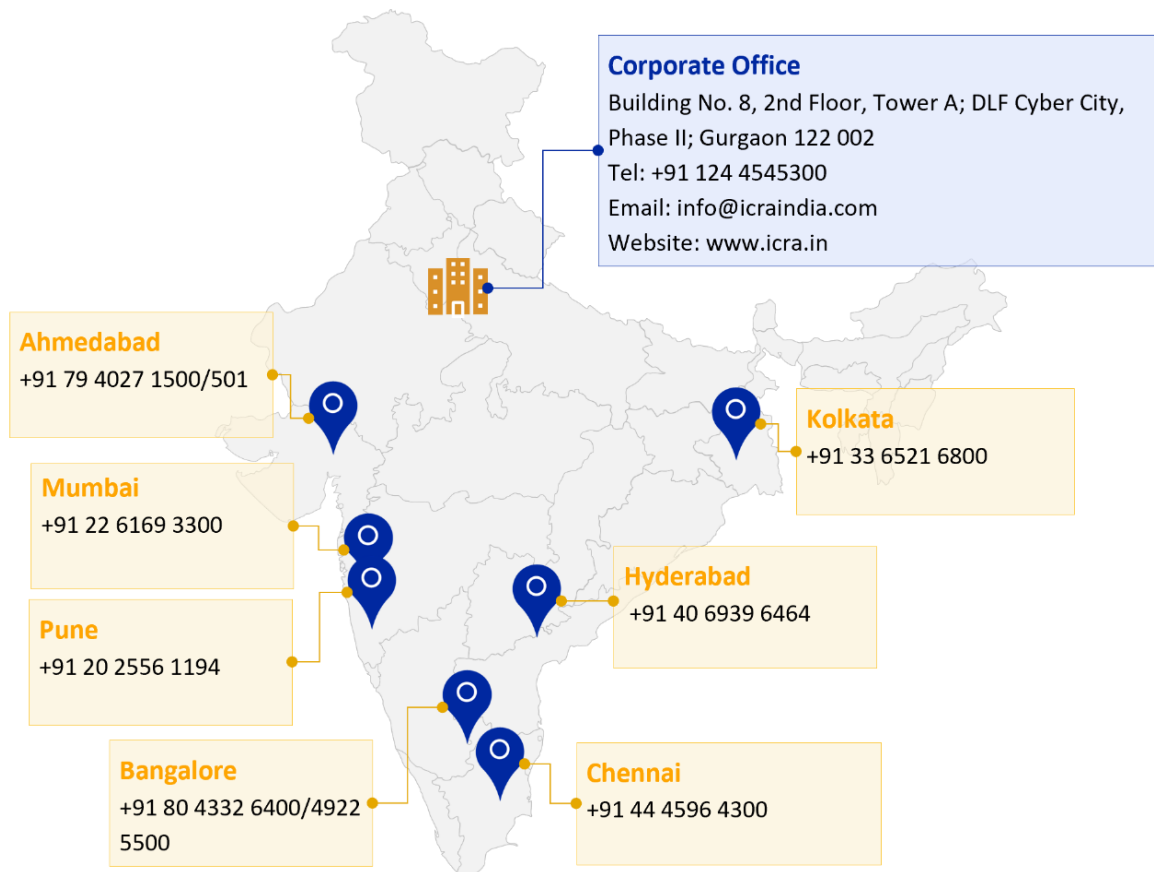 Corporate Office
Building No. 8, 2nd Floor, Tower A; DLF Cyber City,
Phase II; Gurgaon 122 002
Tel: +91 124 4545300
Email: info@icraindia.com
Website: www.icra.in
Ahmedabad
+91 79 4027 1500/501
Kolkata
+91 33 6521 6800
Mumbai
+91 22 6169 3300
Hyderabad
+91 40 6939 6464
Pune
+91 20 2556 1194
Bangalore
+91 80 4332 6400/4922
5500
Chennai
+91 44 4596 4300